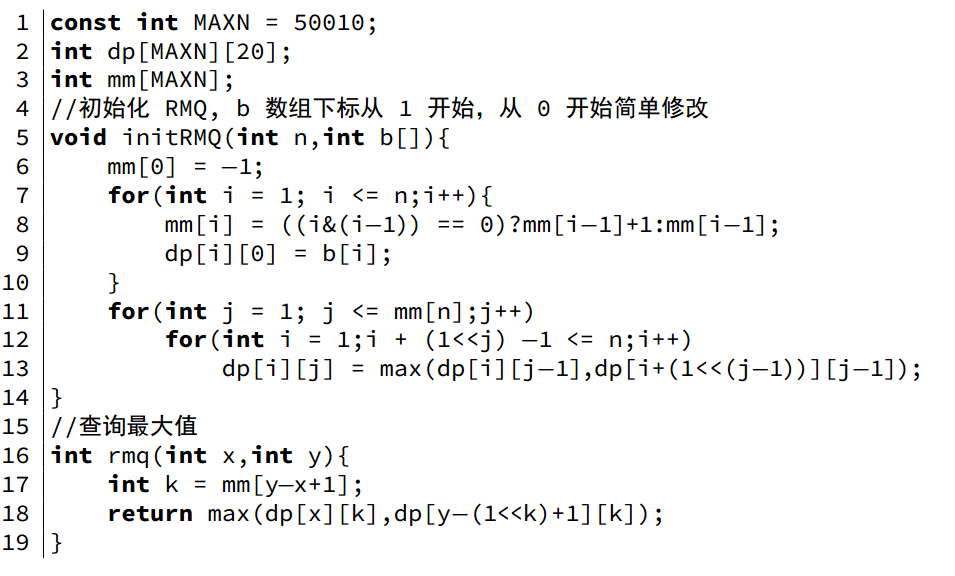 1 const int MAXN = 50010;
2 int dp[MAXN][20];
3 int mm[MAXN];
4 //初始化 RMQ, b 数组下标从 1 开始，从 0 开始简单修改
5 void initRMQ(int n,int b[]){
6     mm[0] = −1;
7     for(int i = 1; i <= n;i++){
8         mm[i] = ((i&(i−1)) == 0)?mm[i−1]+1:mm[i−1];
9         dp[i][0] = b[i];
10     }
11     for(int j = 1; j <= mm[n];j++)
12         for(int i = 1;i + (1<<j) −1 <= n;i++)
13             dp[i][j] = max(dp[i][j−1],dp[i+(1<<(j−1))][j−1]);
14 }
15 //查询最大值
16 int rmq(int x,int y){
17     int k = mm[y−x+1];
18     return max(dp[x][k],dp[y−(1<<k)+1][k]);
19 }